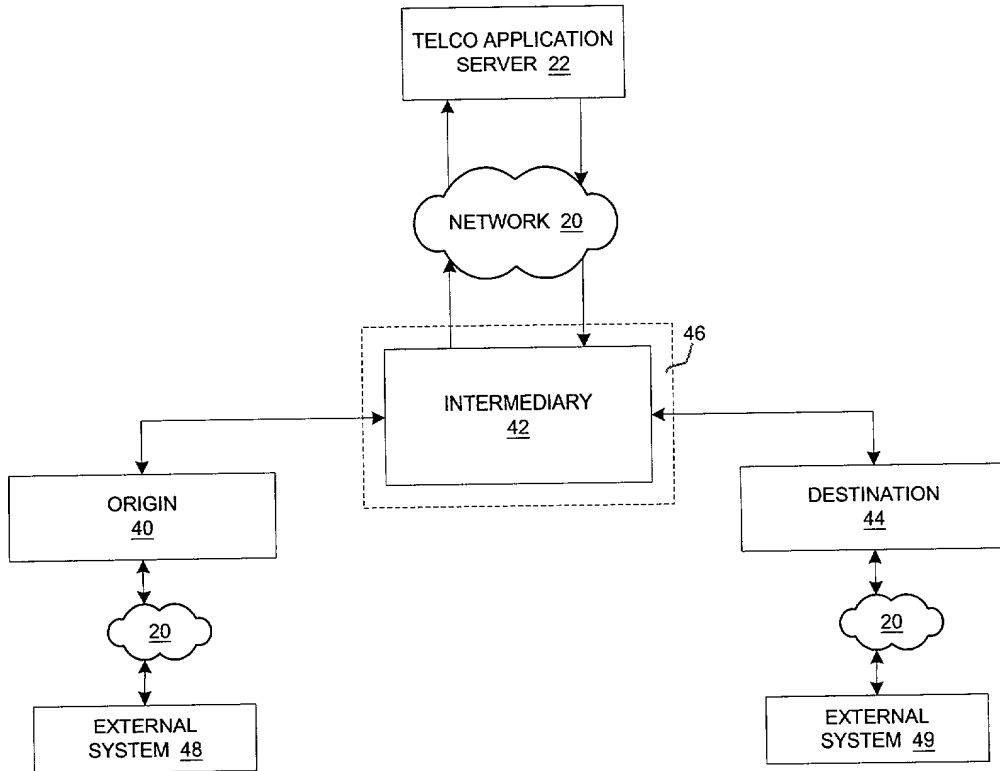 TELCO APPLICATION
SERVER 22
NETWORK 20
46
INTERMEDIARY
42
ORIGIN
40
DESTINATION
44
20
20
EXTERNAL
SYSTEM 48
EXTERNAL
SYSTEM 49